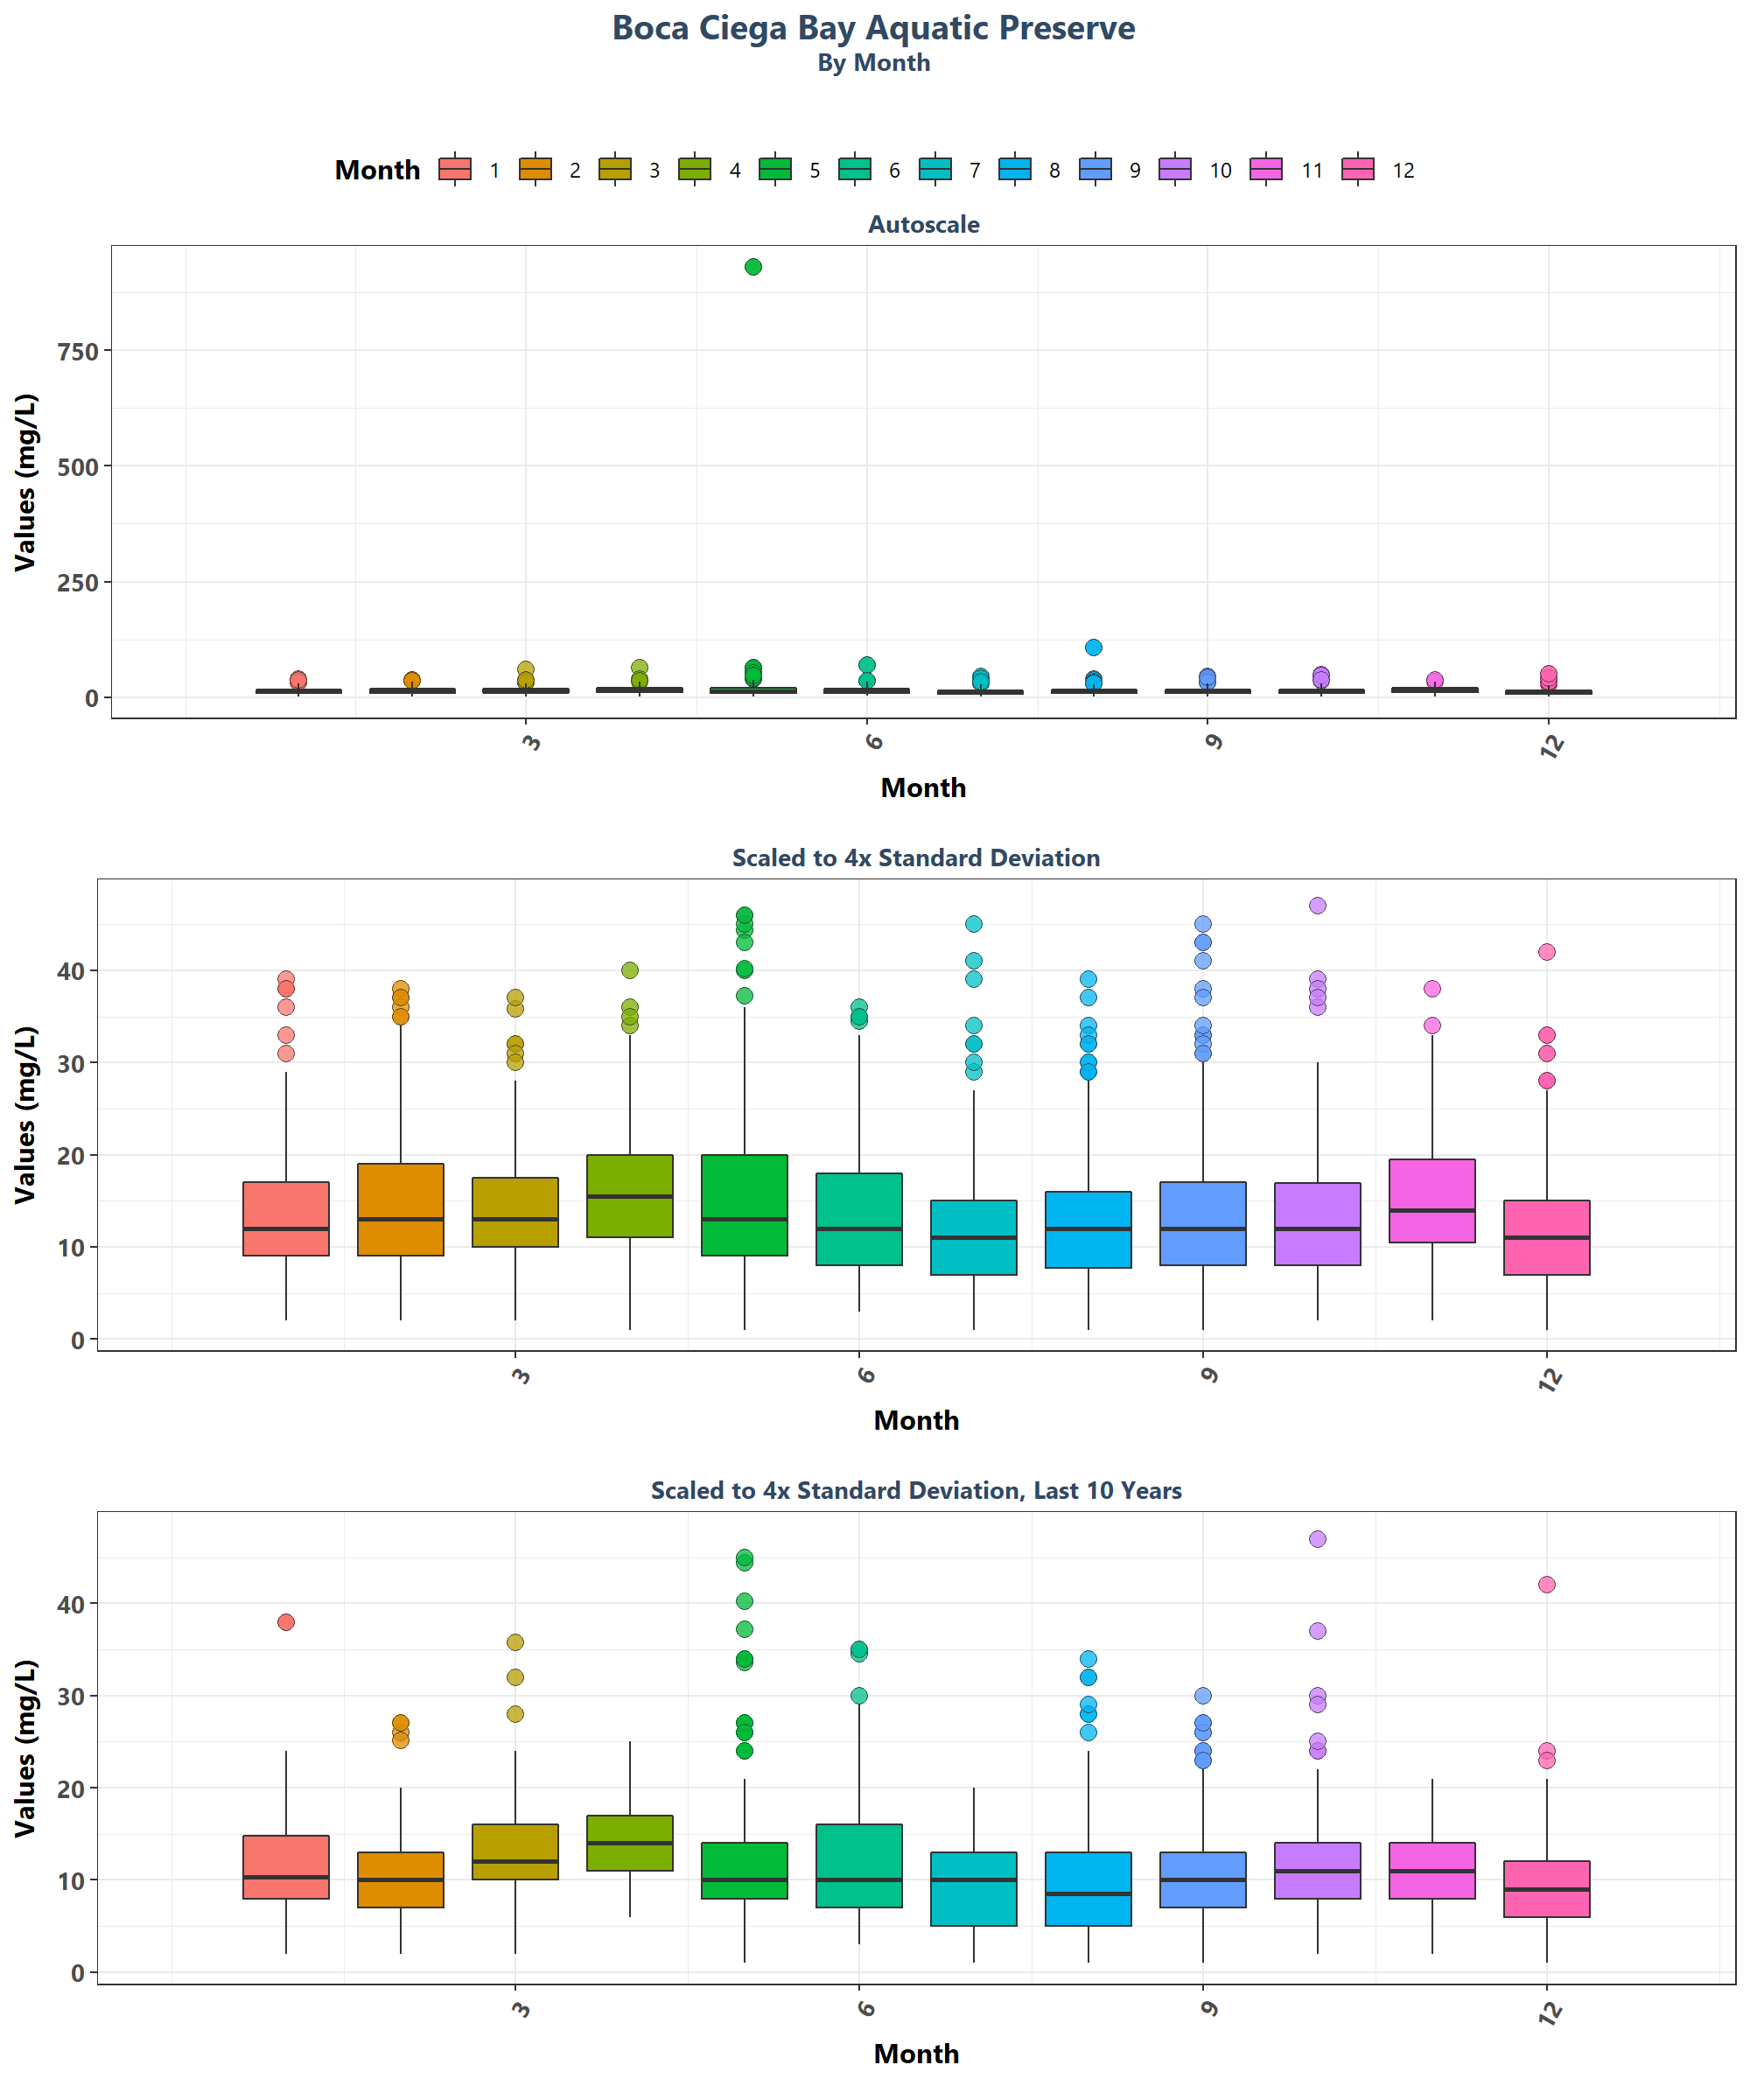 Boca Ciega Bay Aquatic Preserve
By Month
Month 1 2 3 4 5 6 7 8 9 10 11 12
Autoscale
Values (mg/L)
750
500
250
0
3 6 9 12
Month
Scaled to 4x Standard Deviation
Values (mg/L)
40
30
20
10
0
3 6 9 12
Month
Scaled to 4x Standard Deviation, Last 10 Years
Values (mg/L)
40
30
20
10
0
3 6 9 12
Month